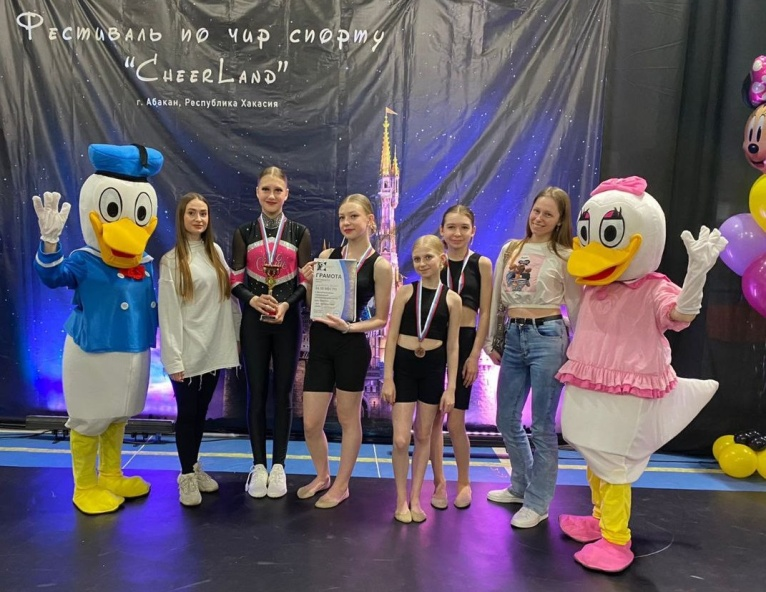 Фестиваль по чир спорту
"CheerLand"
г. Абакан, Республика Хакасия
ГРАМОТА